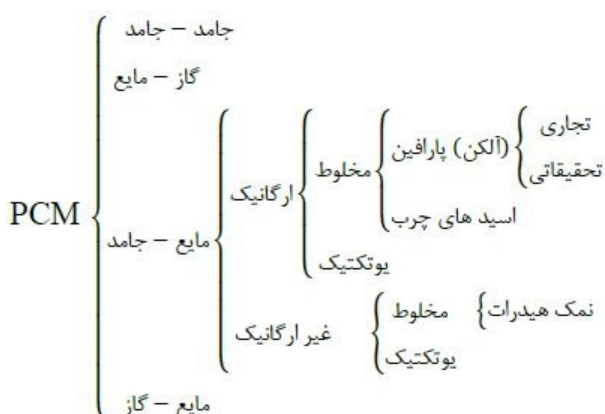 PCM
جامد – جامد
گاز – مایع
مایع – جامد
ارگانیک
مخلوط
(آلکن) پارافین
تجاری
تحقیقاتی
اسید های چرب
یوتکتیک
غیر ارگانیک
مخلوط
نمک هیدرات
یوتکتیک
مایع – گاز